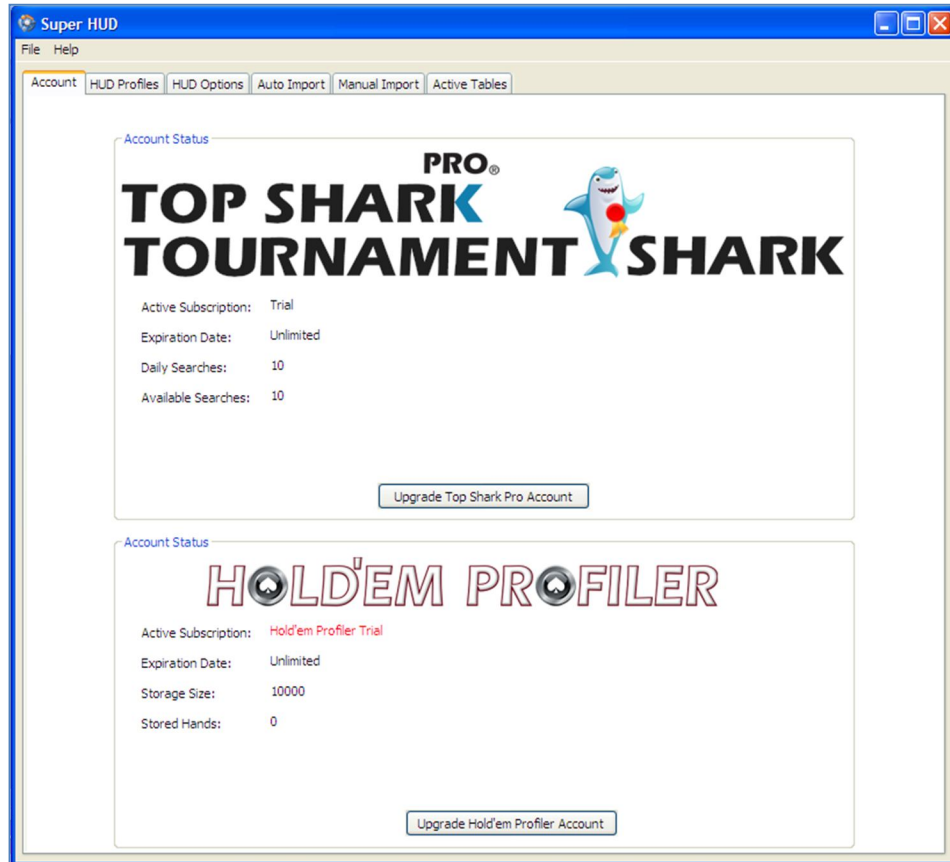 Super HUD
File Help
Account HUD Profiles HUD Options Auto Import Manual Import Active Tables
Account Status
PRO®
TOP SHARK
TOURNAMENT SHARK
Active Subscription: Trial
Expiration Date: Unlimited
Daily Searches: 10
Available Searches: 10
Upgrade Top Shark Pro Account
Account Status
HOLD'EM PROFILER
Active Subscription: Hold'em Profiler Trial
Expiration Date: Unlimited
Storage Size: 10000
Stored Hands: 0
Upgrade Hold'em Profiler Account